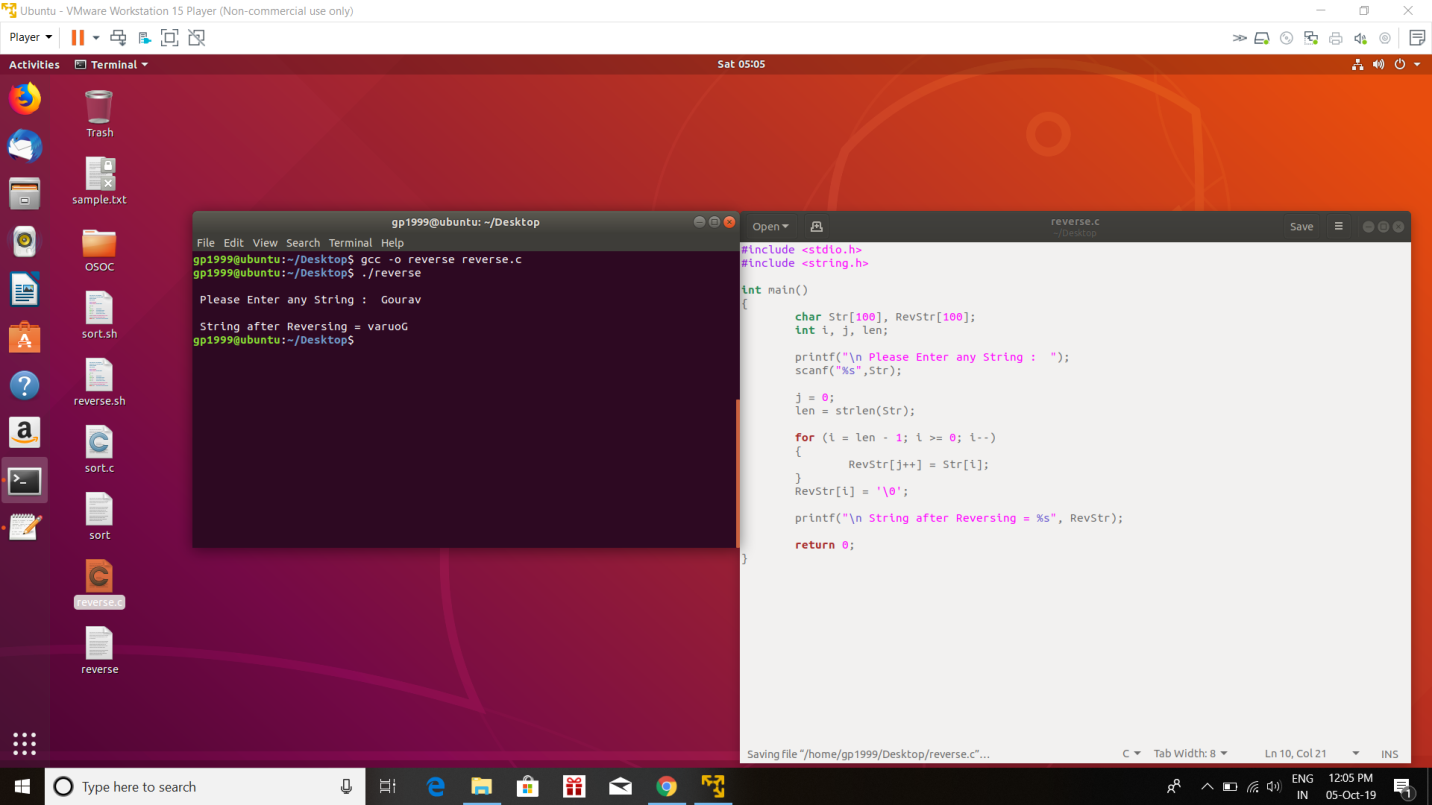 Ubuntu - VMware Workstation 15 Player (Non-commercial use only)
Player
Activities
Terminal
Sat 05:05
Trash
sample.txt
OSOC
sort.sh
reverse.sh
sort.c
sort
reverse.c
reverse
gp1999@ubuntu: ~/Desktop
File Edit View Search Terminal Help
gp1999@ubuntu:~/Desktop$ gcc -o reverse reverse.c
gp1999@ubuntu:~/Desktop$ ./reverse
Please Enter any String :  Gourav
String after Reversing = varuoG
gp1999@ubuntu:~/Desktop$
Open
reverse.c
~/Desktop
Save
#include <stdio.h>
#include <string.h>
int main()
{
char Str[100], RevStr[100];
int i, j, len;
printf("\n Please Enter any String :  ");
scanf("%s",Str);
j = 0;
len = strlen(Str);
for (i = len - 1; i >= 0; i--)
{
RevStr[j++] = Str[i];
}
RevStr[i] = '\0';
printf("\n String after Reversing = %s", RevStr);
return 0;
}
Saving file "/home/gp1999/Desktop/reverse.c"...
C
Tab Width: 8
Ln 10, Col 21
INS
Type here to search
ENG
IN
12:05 PM
05-Oct-19
1